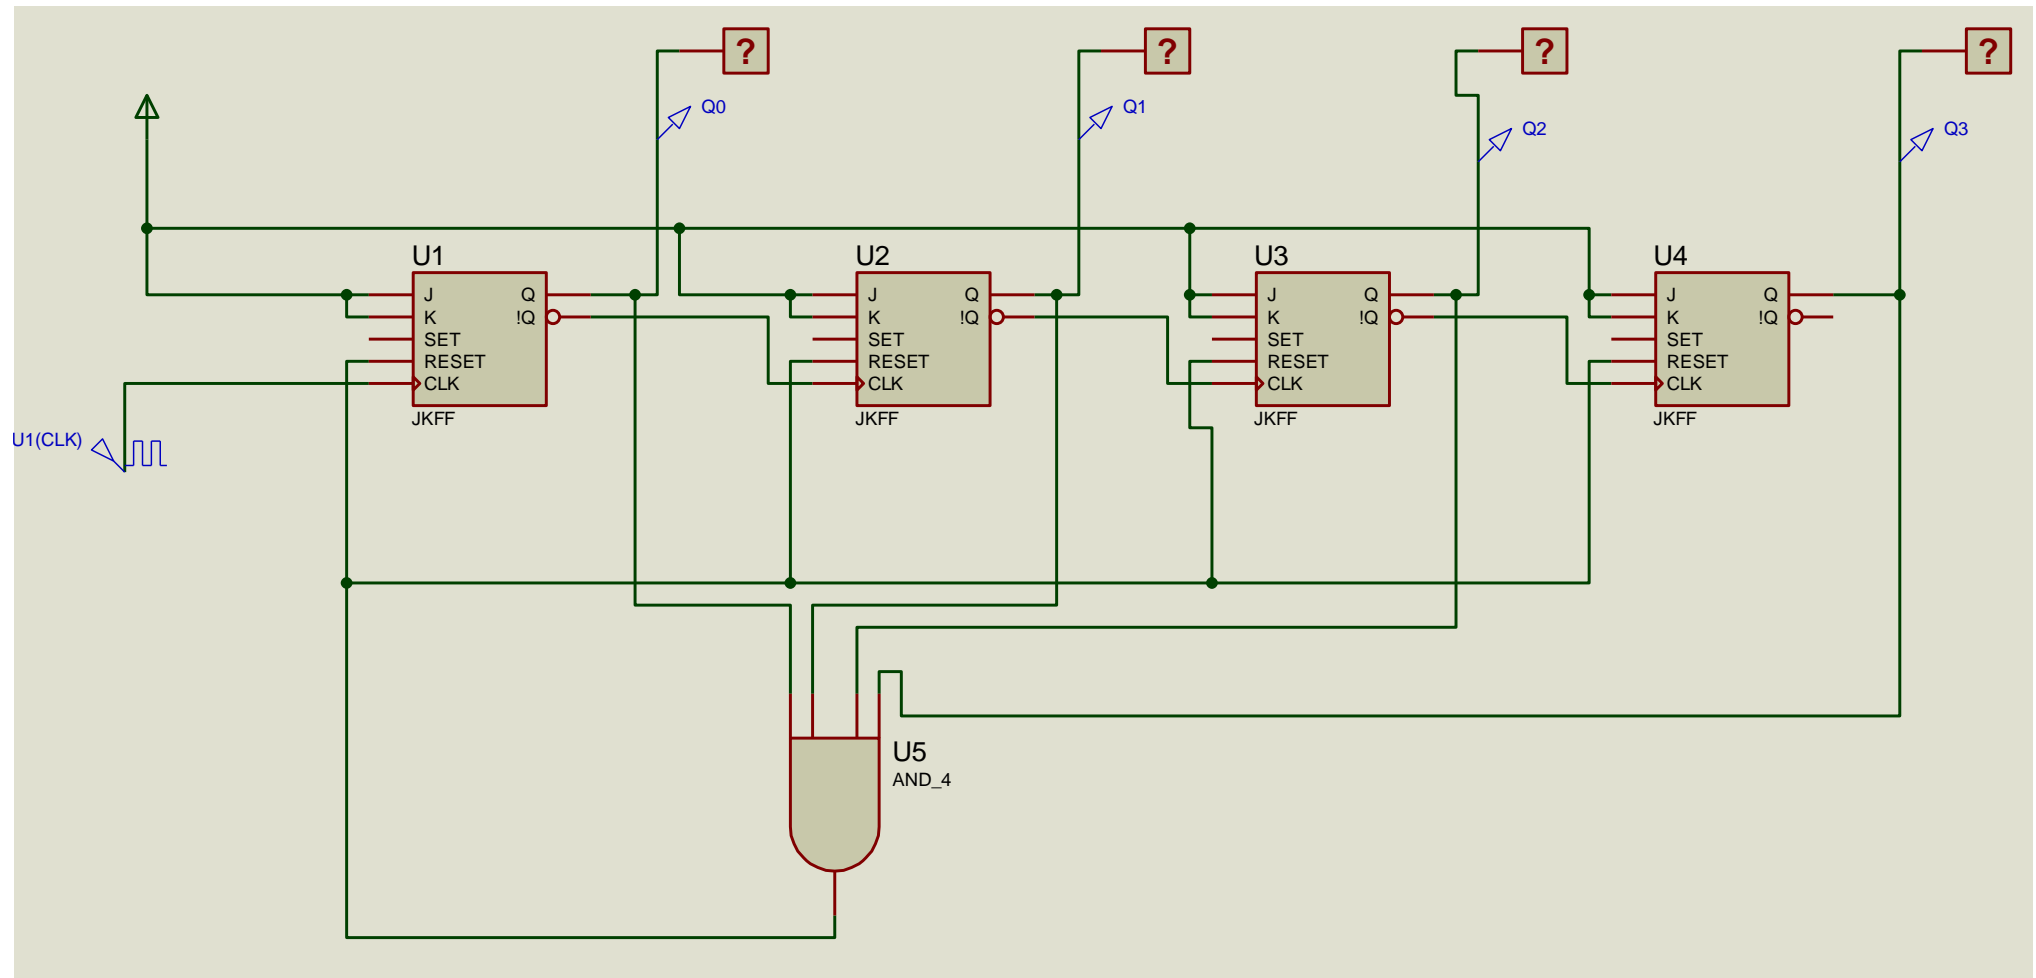 ? ? ? ?
Q0 Q1 Q2 Q3
U1 U2 U3 U4
J Q J Q J Q J Q
K !Q K !Q K !Q K !Q
SET SET SET SET
RESET RESET RESET RESET
CLK CLK CLK CLK
JKFF JKFF JKFF JKFF
U1(CLK)
U5
AND_4